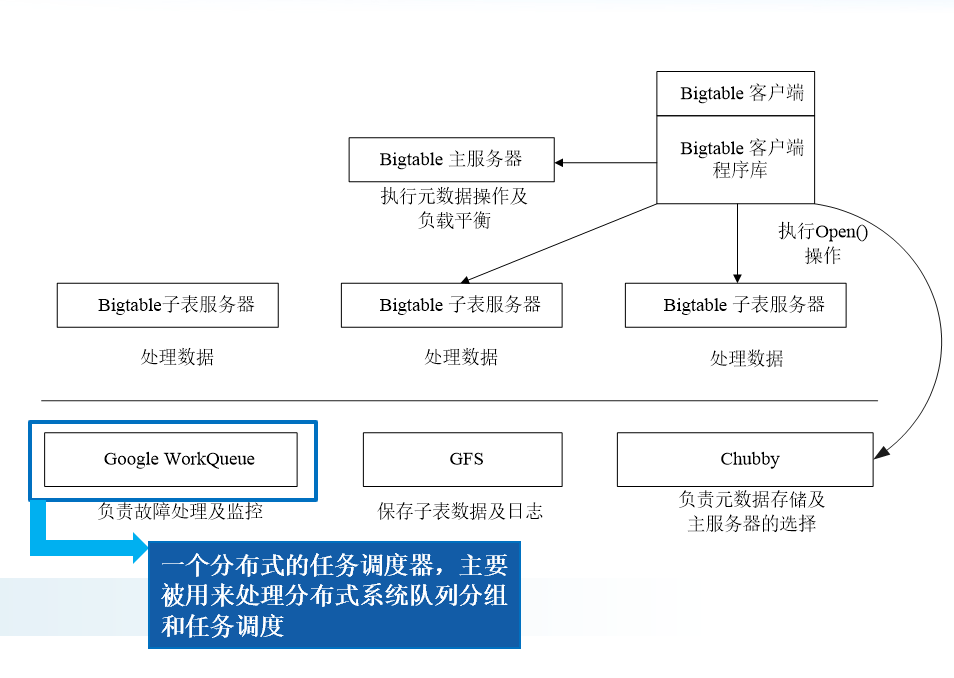 Bigtable 客户端
Bigtable 客户端
程序库
Bigtable 主服务器
执行元数据操作及
负载平衡
执行Open()
操作
Bigtable子表服务器
Bigtable 子表服务器
Bigtable 子表服务器
处理数据
处理数据
处理数据
Google WorkQueue
GFS
Chubby
负责故障处理及监控
保存子表数据及日志
负责元数据存储及
主服务器的选择
一个分布式的任务调度器，主要
被用来处理分布式系统队列分组
和任务调度